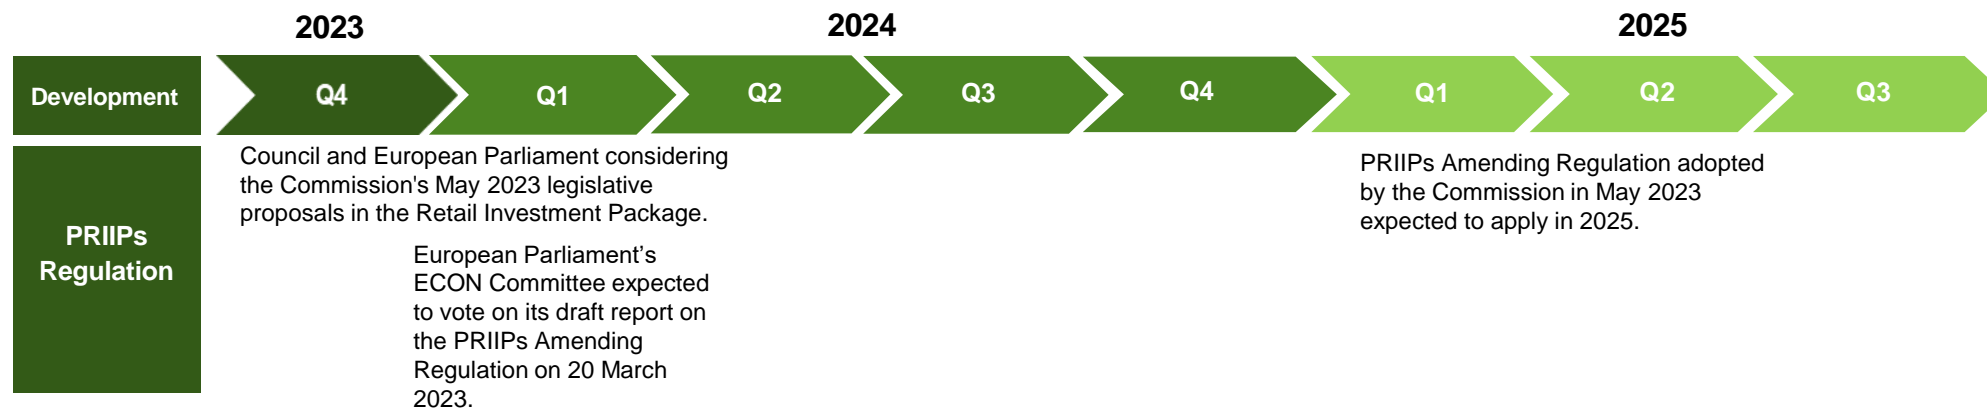 2023 2024 2025
Development Q4 Q1 Q2 Q3 Q4 Q1 Q2 Q3
PRIIPs
Regulation
Council and European Parliament considering
the Commission's May 2023 legislative
proposals in the Retail Investment Package.
European Parliament’s
ECON Committee expected
to vote on its draft report on
the PRIIPs Amending
Regulation on 20 March
2023.
PRIIPs Amending Regulation adopted
by the Commission in May 2023
expected to apply in 2025.